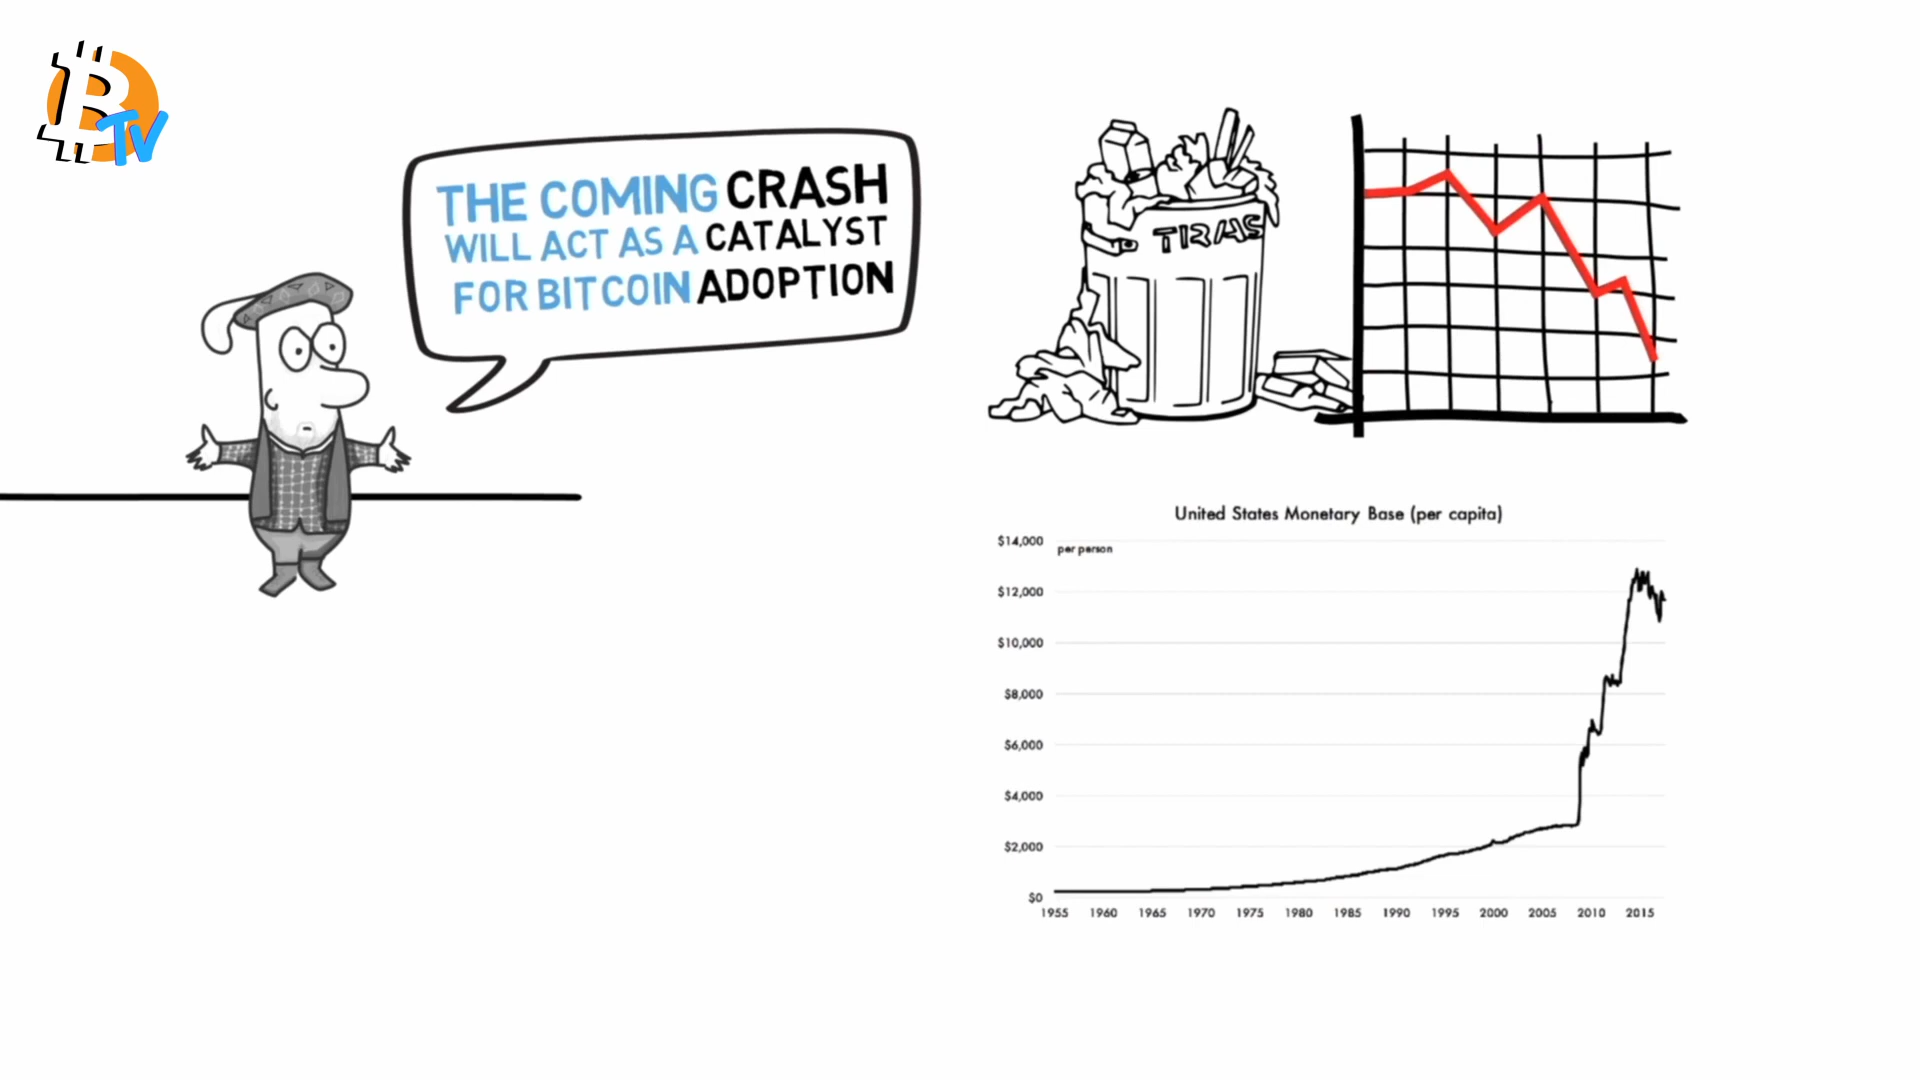 B
TV
THE COMING CRASH
WILL ACT AS A CATALYST
FOR BITCOIN ADOPTION
TRAS
United States Monetary Base (per capita)
$14,000
per person
$12,000
$10,000
$8,000
$6,000
$4,000
$2,000
$0
1955 1960 1965 1970 1975 1980 1985 1990 1995 2000 2005 2010 2015